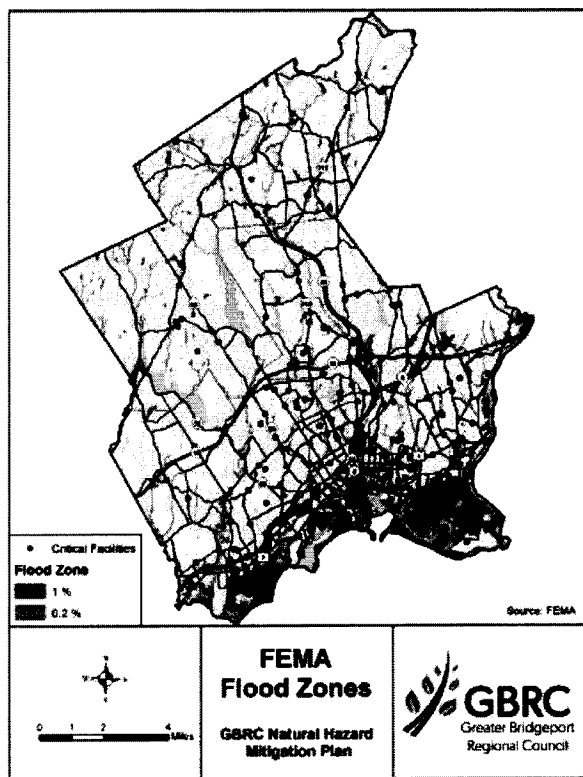 Critical Facilities
Flood Zone
1 %
0.2 %
Source: FEMA
N
W
E
S
0 1 2 4
Miles
FEMA
Flood Zones
GBRC Natural Hazard
Mitigation Plan
GBRC
Greater Bridgeport
Regional Council